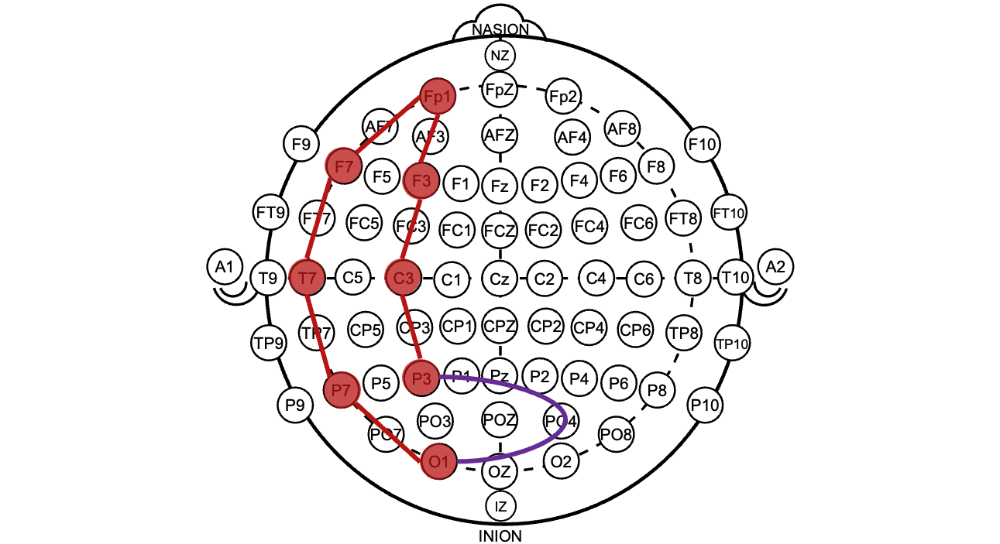 NASION
NZ
Fp1 FpZ Fp2
AF7 AF3 AFZ AF4 AF8
F9 F7 F5 F3 F1 Fz F2 F4 F6 F8 F10
FT9 FT7 FC5 FC3 FC1 FCZ FC2 FC4 FC6 FT8 FT10
A1 T9 T7 C5 C3 C1 Cz C2 C4 C6 T8 T10 A2
TP9 TP7 CP5 CP3 CP1 CPZ CP2 CP4 CP6 TP8 TP10
P9 P7 P5 P3 P1 Pz P2 P4 P6 P8 P10
PO7 PO3 POZ PO4 PO8
O1 OZ O2
IZ
INION